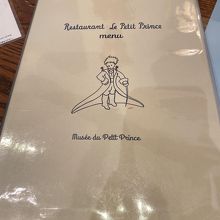 Restaurant Le Petit Prince
menu
Musée du Petit Prince